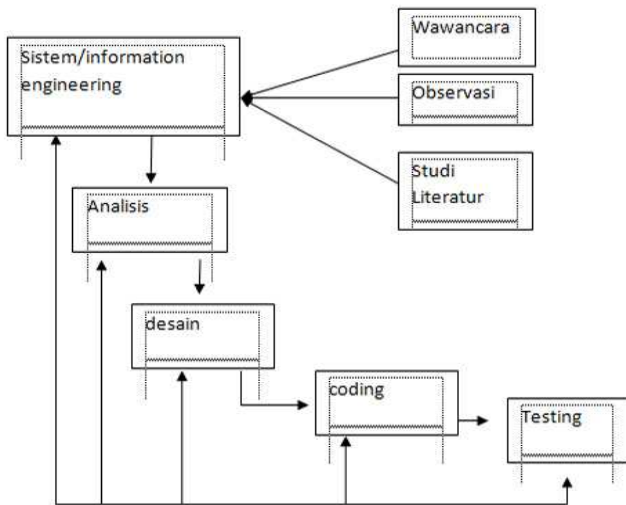 Sistem/information
engineering
Wawancara
Observasi
Studi
Literatur
Analisis
desain
coding
Testing